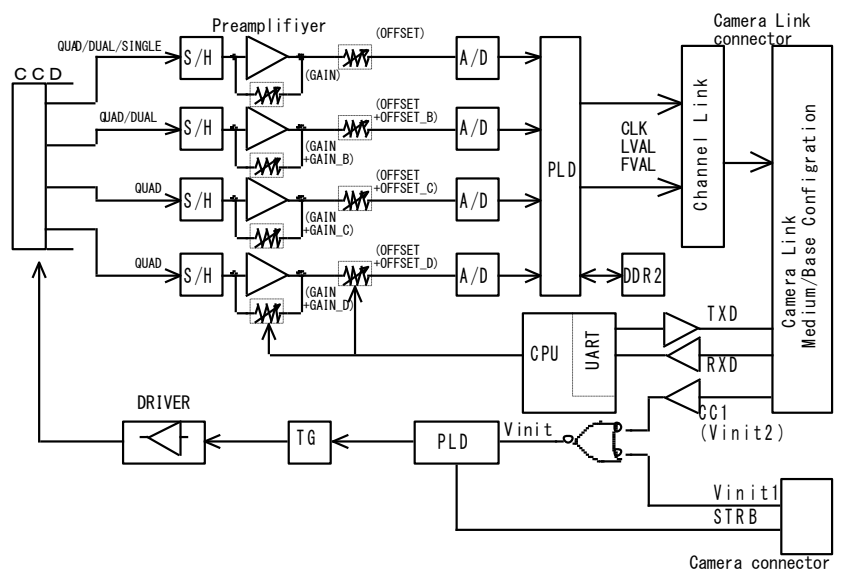 Preamplifiyer
Camera Link
connector
QUAD/DUAL/SINGLE
(OFFSET)
CCD
S/H
(GAIN)
A/D
QUAD/DUAL
S/H
(OFFSET
+OFFSET_B)
(GAIN
+GAIN_B)
A/D
CLK
LVAL
FVAL
PLD
Channel Link
Camera Link
Medium/Base Configration
QUAD
S/H
(OFFSET
+OFFSET_C)
(GAIN
+GAIN_C)
A/D
QUAD
S/H
(OFFSET
+OFFSET_D)
(GAIN
+GAIN_D)
A/D
DDR2
CPU
UART
TXD
RXD
CC1
(Vinit2)
DRIVER
TG
PLD
Vinit
Vinit1
STRB
Camera connector